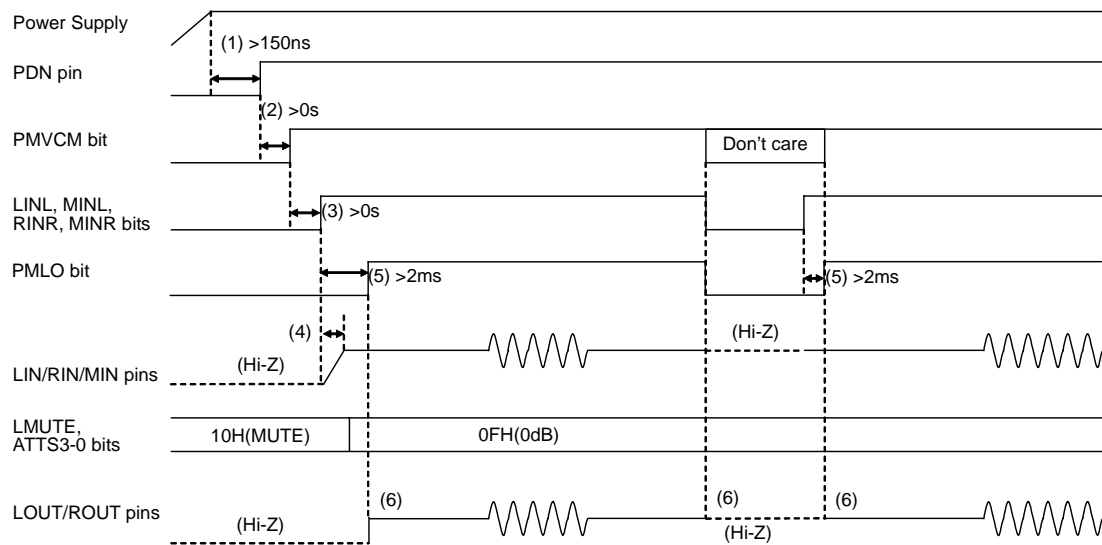 Power Supply
(1) >150ns
PDN pin
(2) >0s
PMVCM bit
Don't care
LINL, MINL,
RINR, MINR bits
(3) >0s
PMLO bit
(5) >2ms
(5) >2ms
(4)
(Hi-Z)
(Hi-Z)
LIN/RIN/MIN pins
LMUTE,
ATTS3-0 bits
10H(MUTE)
0FH(0dB)
(6)
(6)
(6)
LOUT/ROUT pins
(Hi-Z)
(Hi-Z)